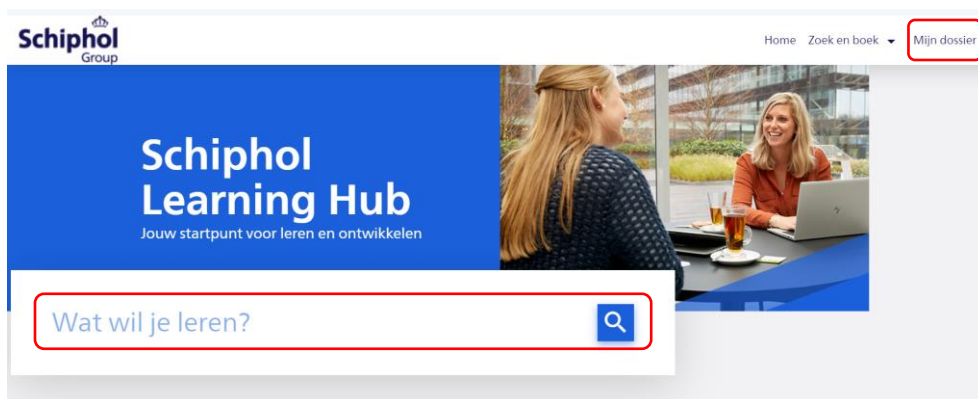 Schiphol
Group
Home Zoek en boek Mijn dossier
Schiphol
Learning Hub
Jouw startpunt voor leren en ontwikkelen
Wat wil je leren?